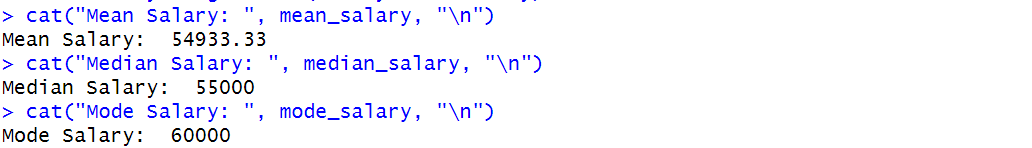 > cat("Mean Salary: ", mean_salary, "\n")
Mean Salary:  54933.33
> cat("Median Salary: ", median_salary, "\n")
Median Salary:  55000
> cat("Mode Salary: ", mode_salary, "\n")
Mode Salary:  60000